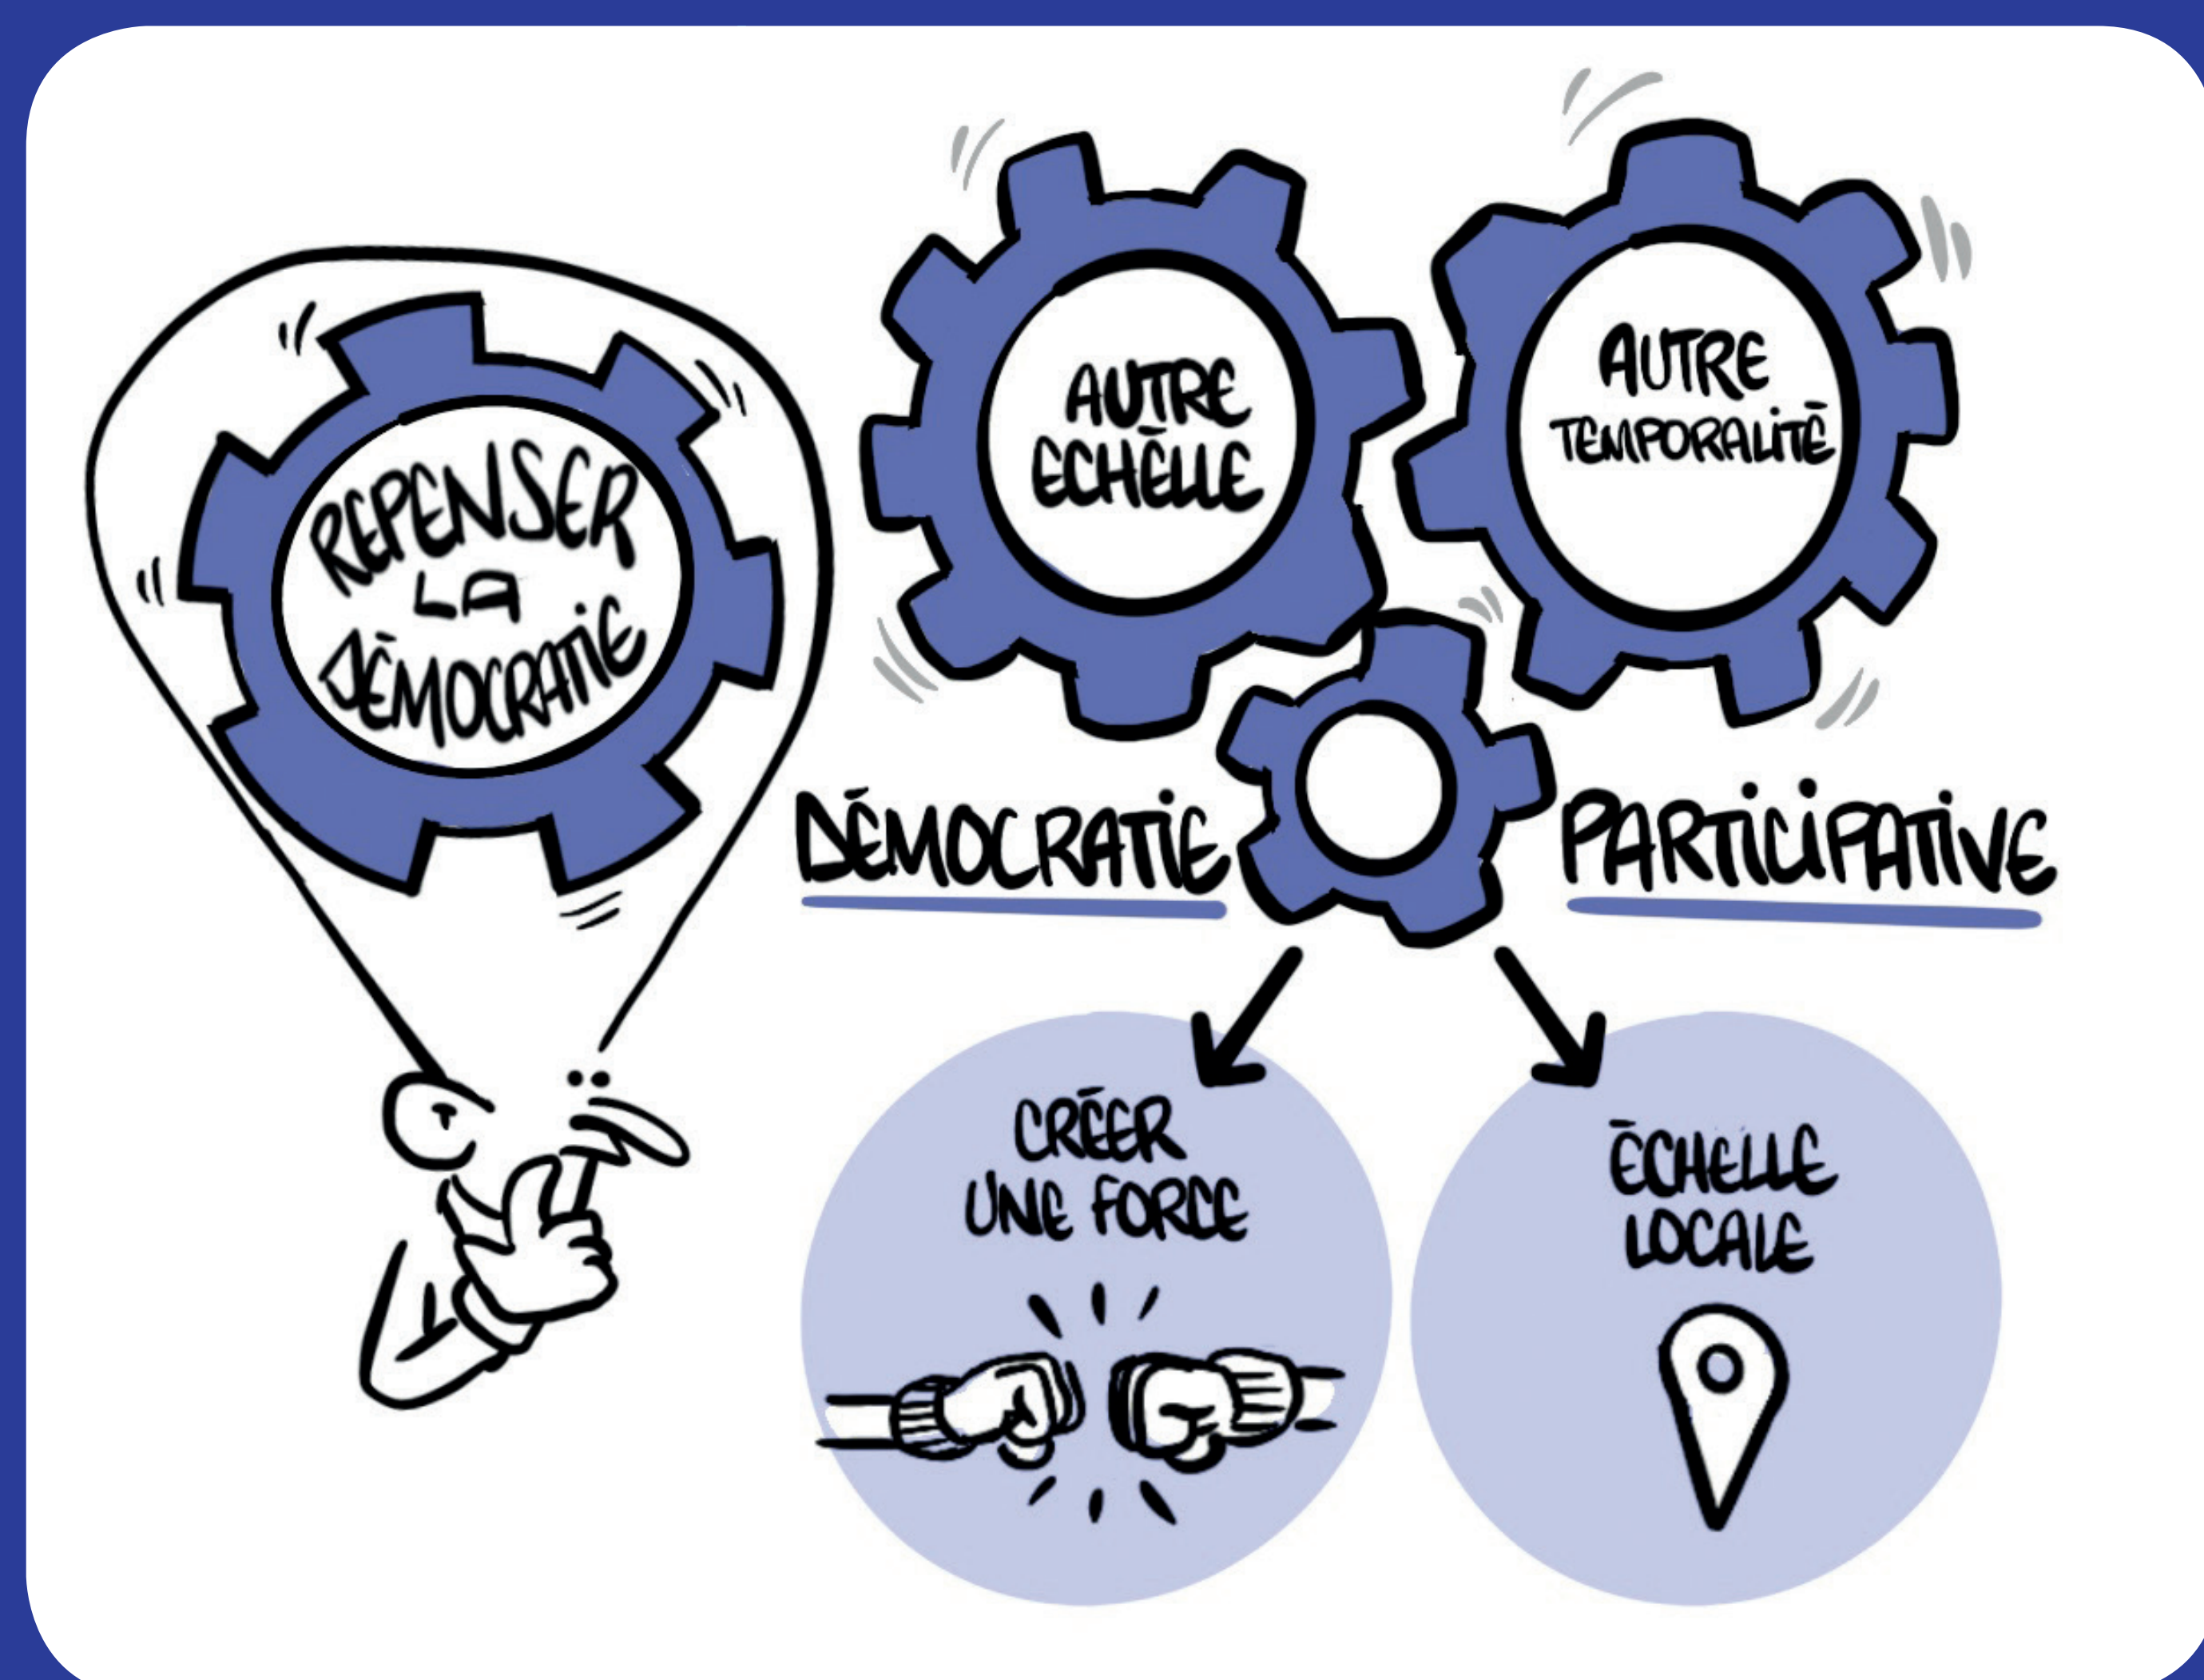 REPENSER
LA
DÉMOCRATIE
AUTRE
ECHELLE
AUTRE
TEMPORALITÉ
DÉMOCRATIE PARTICIPATIVE
CRÉER
UNE FORCE
ÉCHELLE
LOCALE